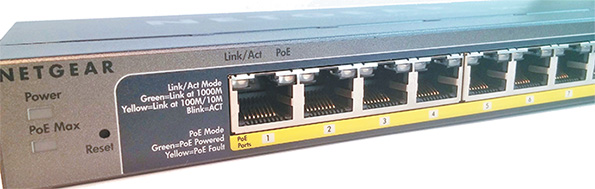 NETGEAR
Power
PoE Max
Reset
Link/Act PoE
Link/Act Mode
Green=Link at 1000M
Yellow=Link at 100M/10M
Blink=ACT
PoE Mode
Green=PoE Powered
Yellow=PoE Fault
PoE
Ports
1 2 3 4 5 6 7